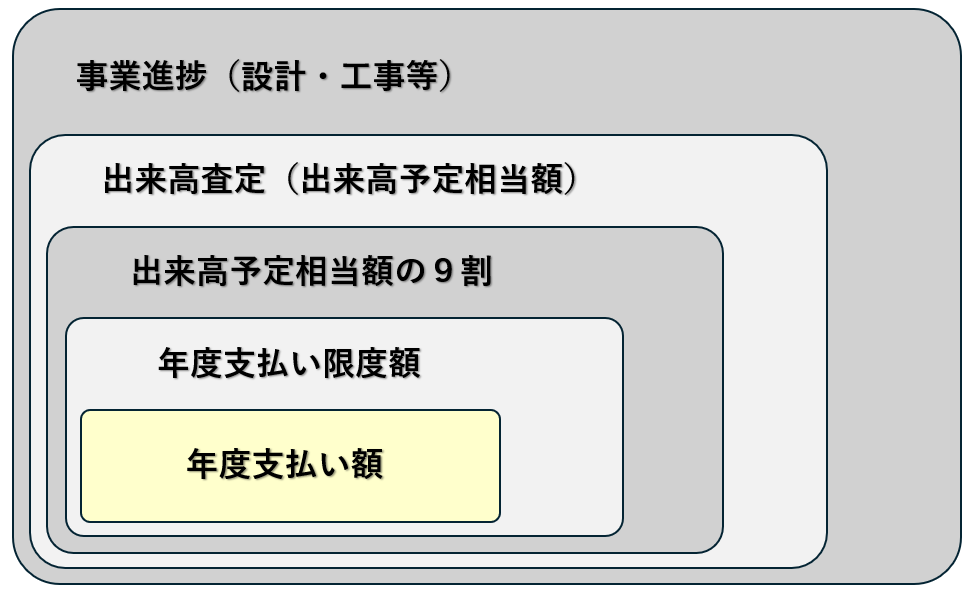 事業進捗（設計・工事等）
出来高査定（出来高予定相当額）
出来高予定相当額の９割
年度支払い限度額
年度支払い額